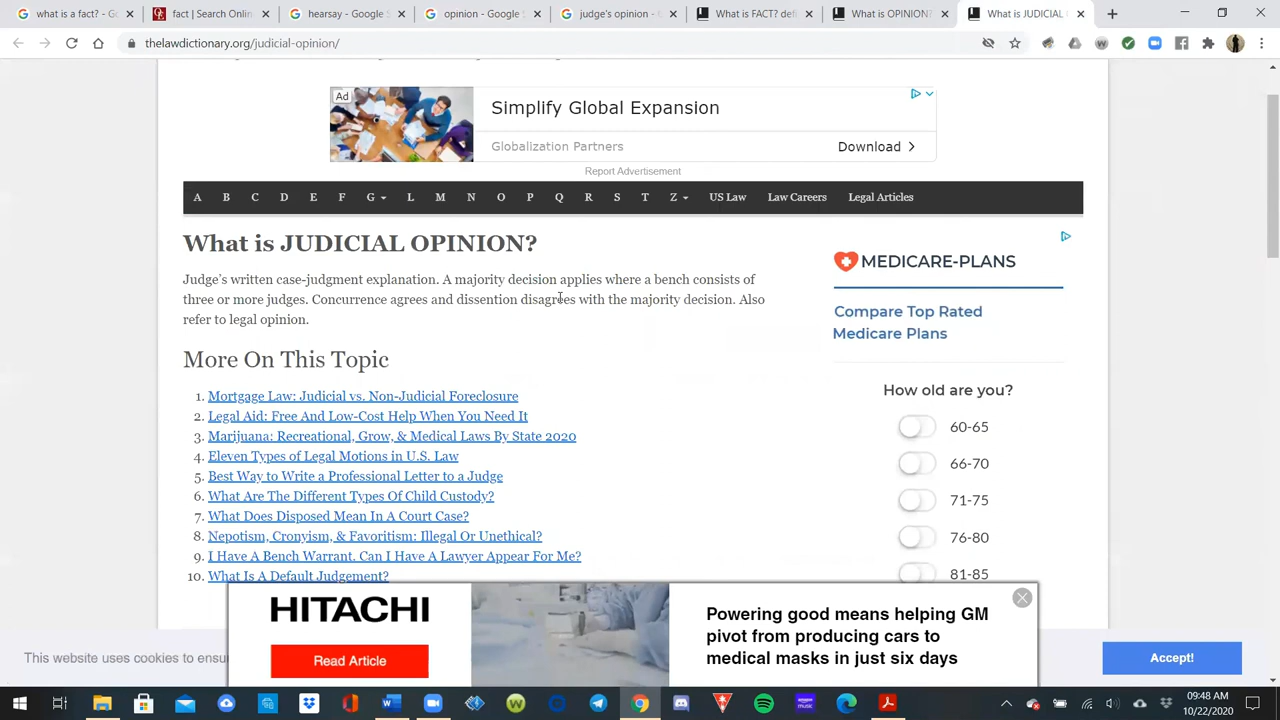 what is a fact? - Go
fact | Search Onlin
hearsay - Google S
opinion - Google S
judge's opinion - G
What is FACT? def
What is OPINION?
What is JUDICIAL
thelawdictionary.org/judicial-opinion/
Ad
Simplify Global Expansion
Globalization Partners
Download
Report Advertisement
A B C D E F G L M N O P Q R S T Z US Law Law Careers Legal Articles
What is JUDICIAL OPINION?
Judge's written case-judgment explanation. A majority decision applies where a bench consists of
three or more judges. Concurrence agrees and dissention disagrees with the majority decision. Also
refer to legal opinion.
More On This Topic
1. Mortgage Law: Judicial vs. Non-Judicial Foreclosure
2. Legal Aid: Free And Low-Cost Help When You Need It
3. Marijuana: Recreational, Grow, & Medical Laws By State 2020
4. Eleven Types of Legal Motions in U.S. Law
5. Best Way to Write a Professional Letter to a Judge
6. What Are The Different Types Of Child Custody?
7. What Does Disposed Mean In A Court Case?
8. Nepotism, Cronyism, & Favoritism: Illegal Or Unethical?
9. I Have A Bench Warrant. Can I Have A Lawyer Appear For Me?
10. What Is A Default Judgement?
MEDICARE-PLANS
Compare Top Rated
Medicare Plans
How old are you?
60-65
66-70
71-75
76-80
81-85
This website uses cookies to ensu
HITACHI
Read Article
Powering good means helping GM
pivot from producing cars to
medical masks in just six days
Accept!
09:48 AM
10/22/2020